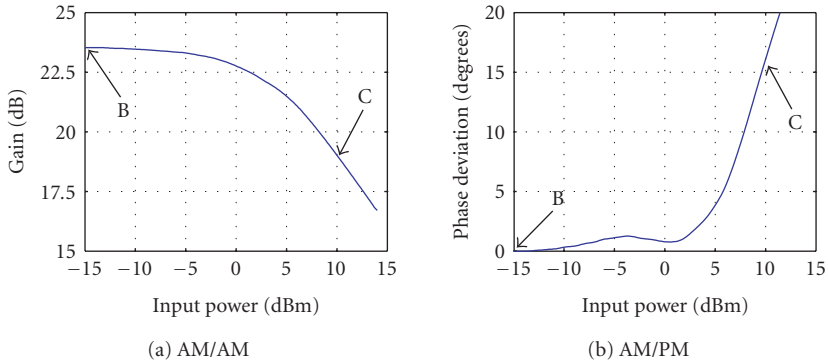 25
22.5
20
17.5
15
Gain (dB)
B
C
−15 −10 −5 0 5 10 15
Input power (dBm)
(a) AM/AM
20
15
10
5
0
Phase deviation (degrees)
B
C
−15 −10 −5 0 5 10 15
Input power (dBm)
(b) AM/PM